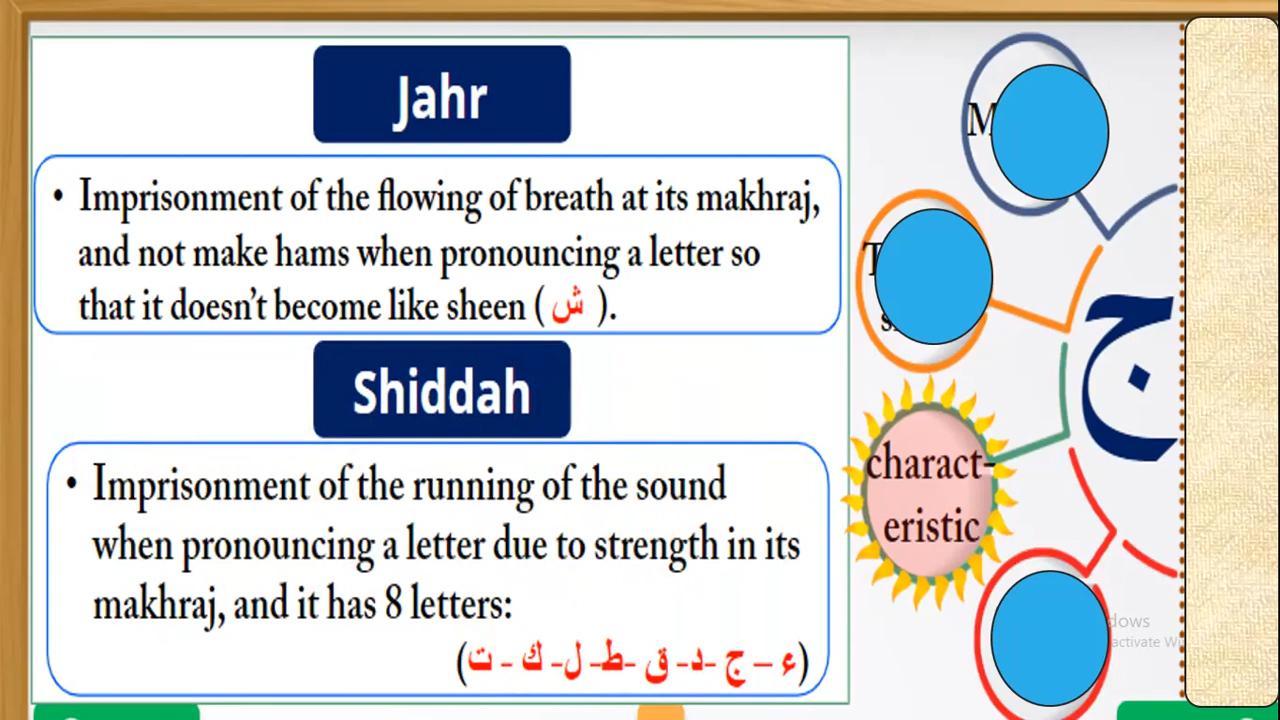 Jahr
• Imprisonment of the flowing of breath at its makhraj,
and not make hams when pronouncing a letter so
that it doesn't become like sheen ( ش ).
Shiddah
• Imprisonment of the running of the sound
when pronouncing a letter due to strength in its
makhraj, and it has 8 letters:
(ء – ج -د- ق -ط- ل- ك - ت)
ج
charact-
eristic